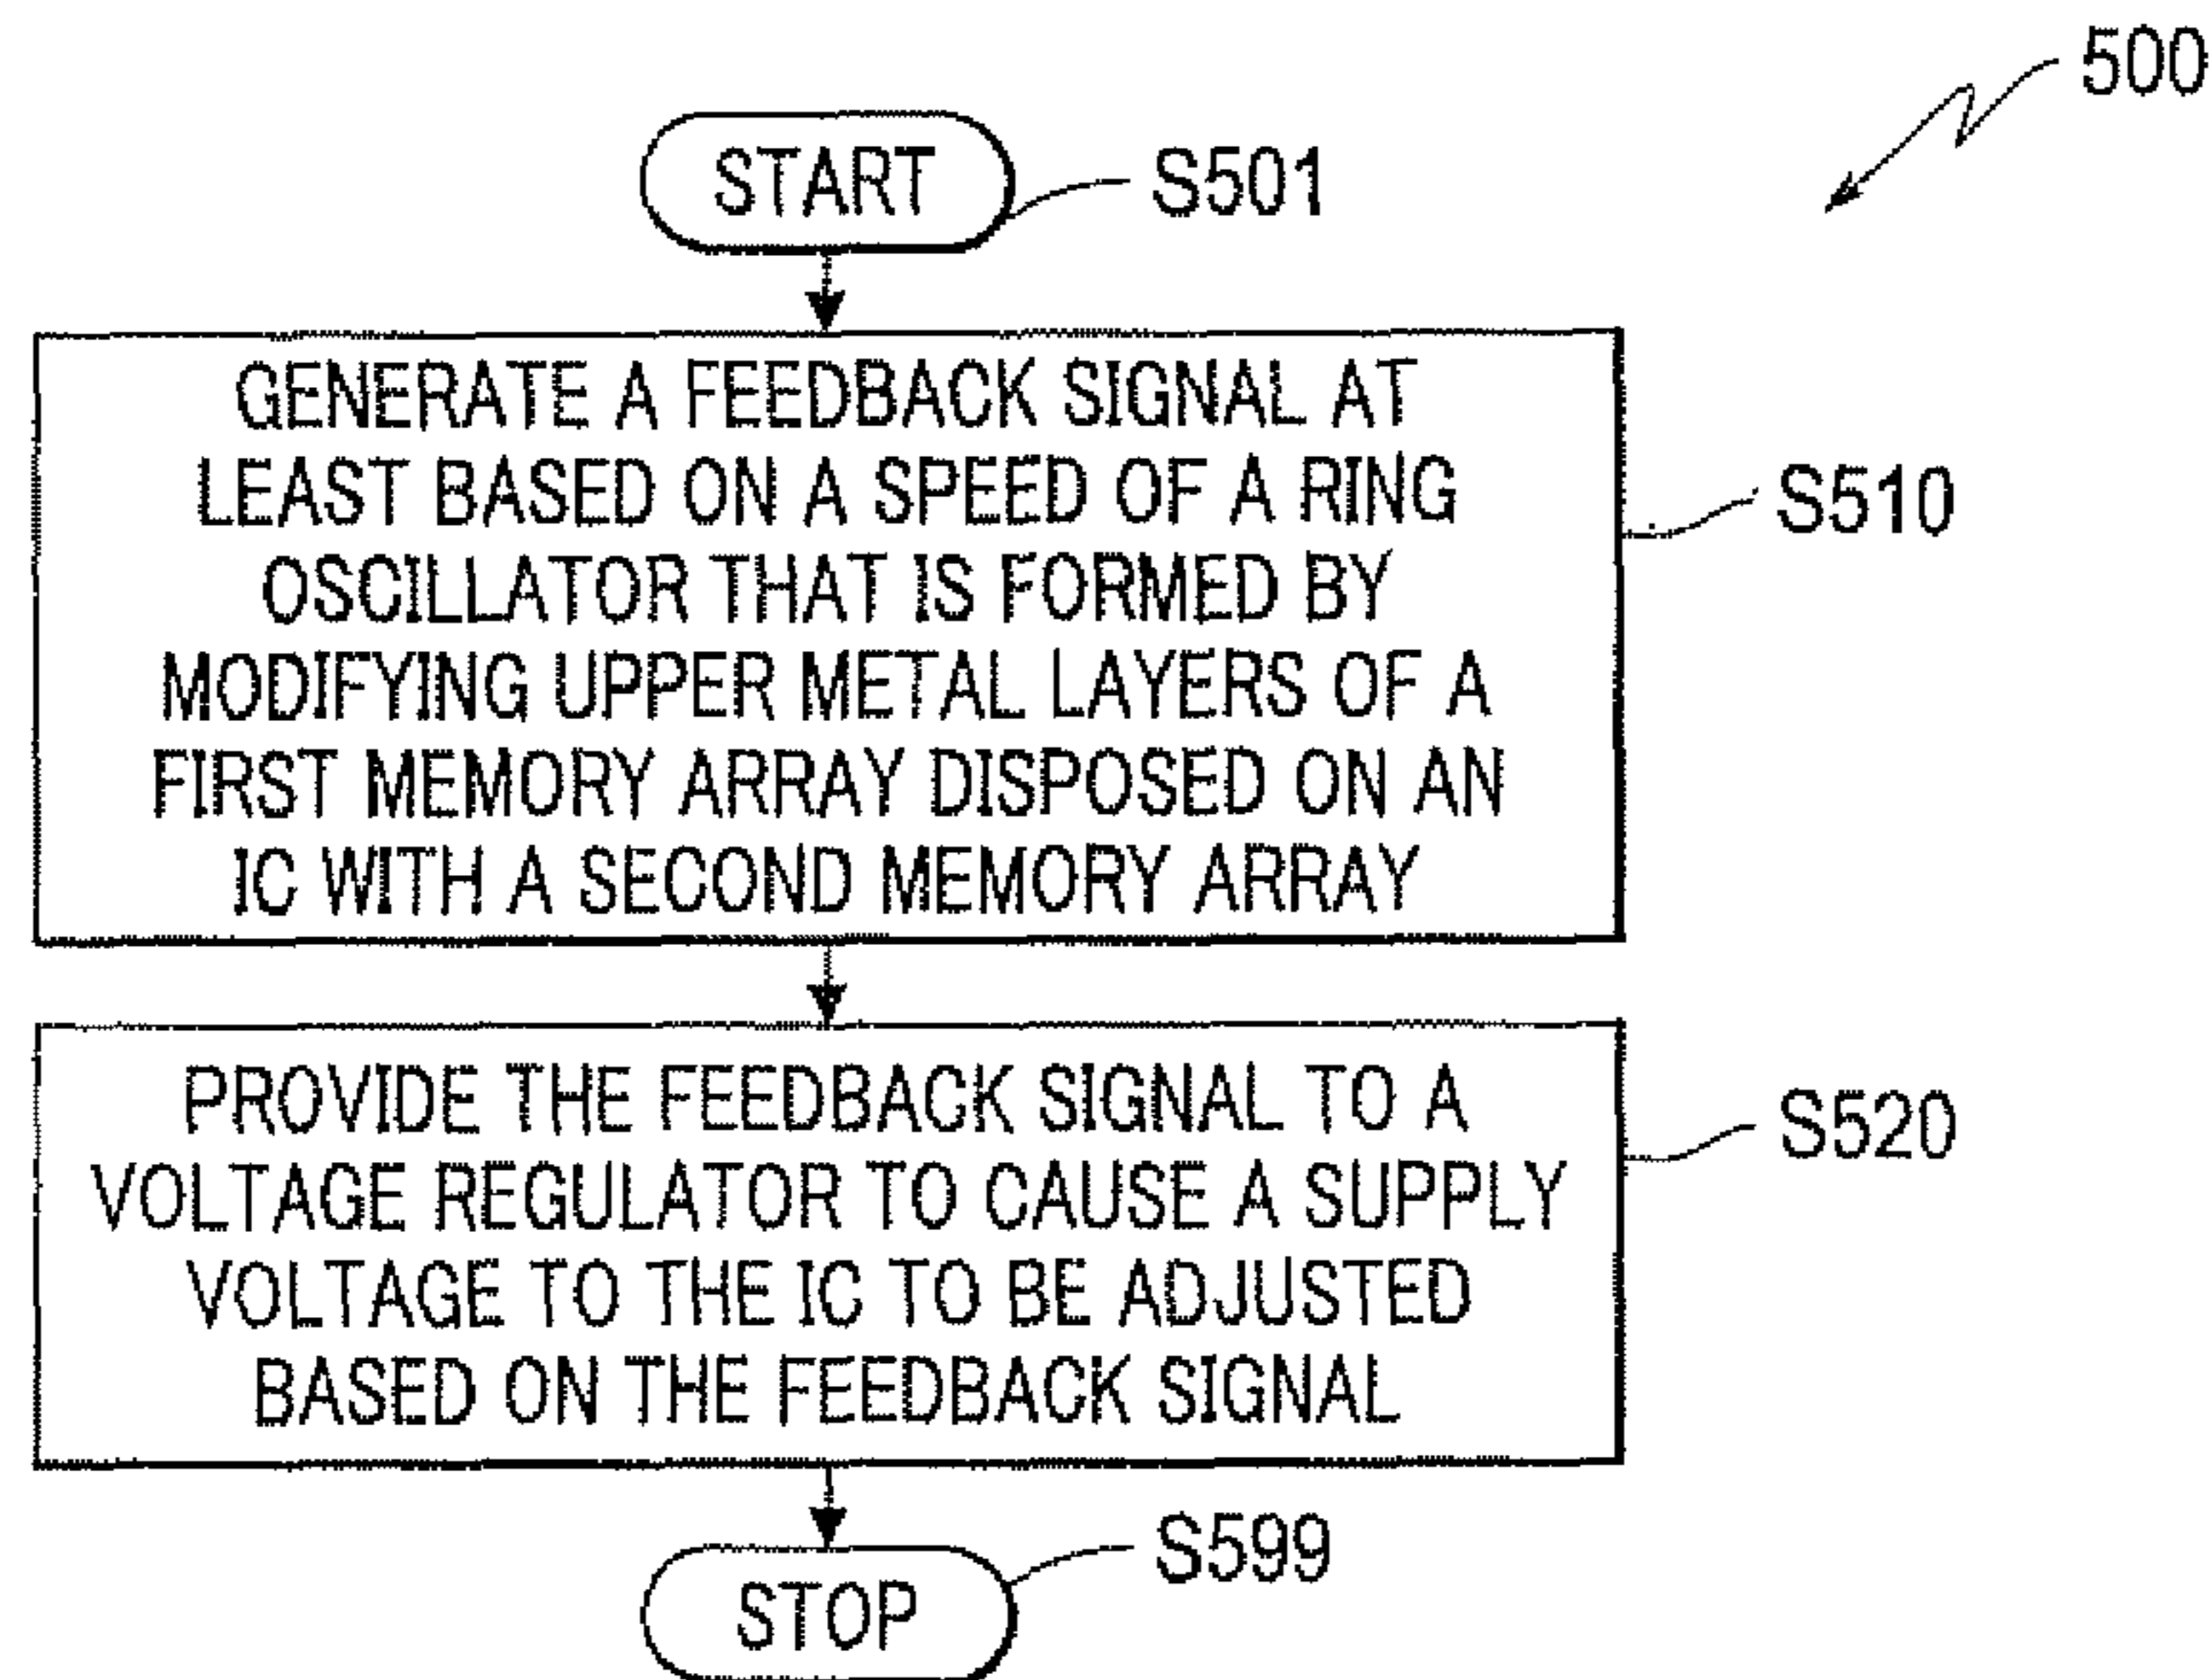 500
START
S501
GENERATE A FEEDBACK SIGNAL AT
LEAST BASED ON A SPEED OF A RING
OSCILLATOR THAT IS FORMED BY
MODIFYING UPPER METAL LAYERS OF A
FIRST MEMORY ARRAY DISPOSED ON AN
IC WITH A SECOND MEMORY ARRAY
S510
PROVIDE THE FEEDBACK SIGNAL TO A
VOLTAGE REGULATOR TO CAUSE A SUPPLY
VOLTAGE TO THE IC TO BE ADJUSTED
BASED ON THE FEEDBACK SIGNAL
S520
STOP
S599